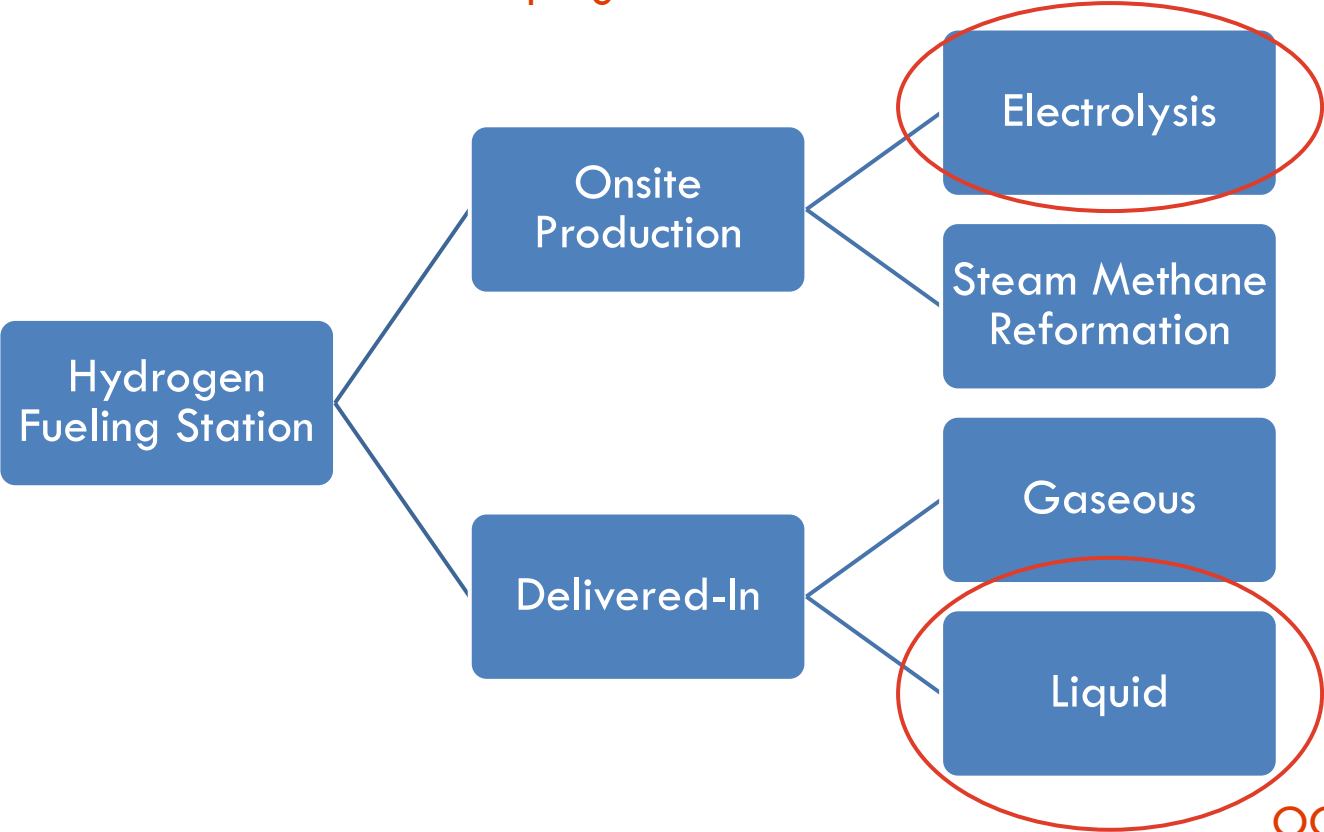 Electrolysis
Onsite
Production
Steam Methane
Reformation
Hydrogen
Fueling Station
Gaseous
Delivered-In
Liquid